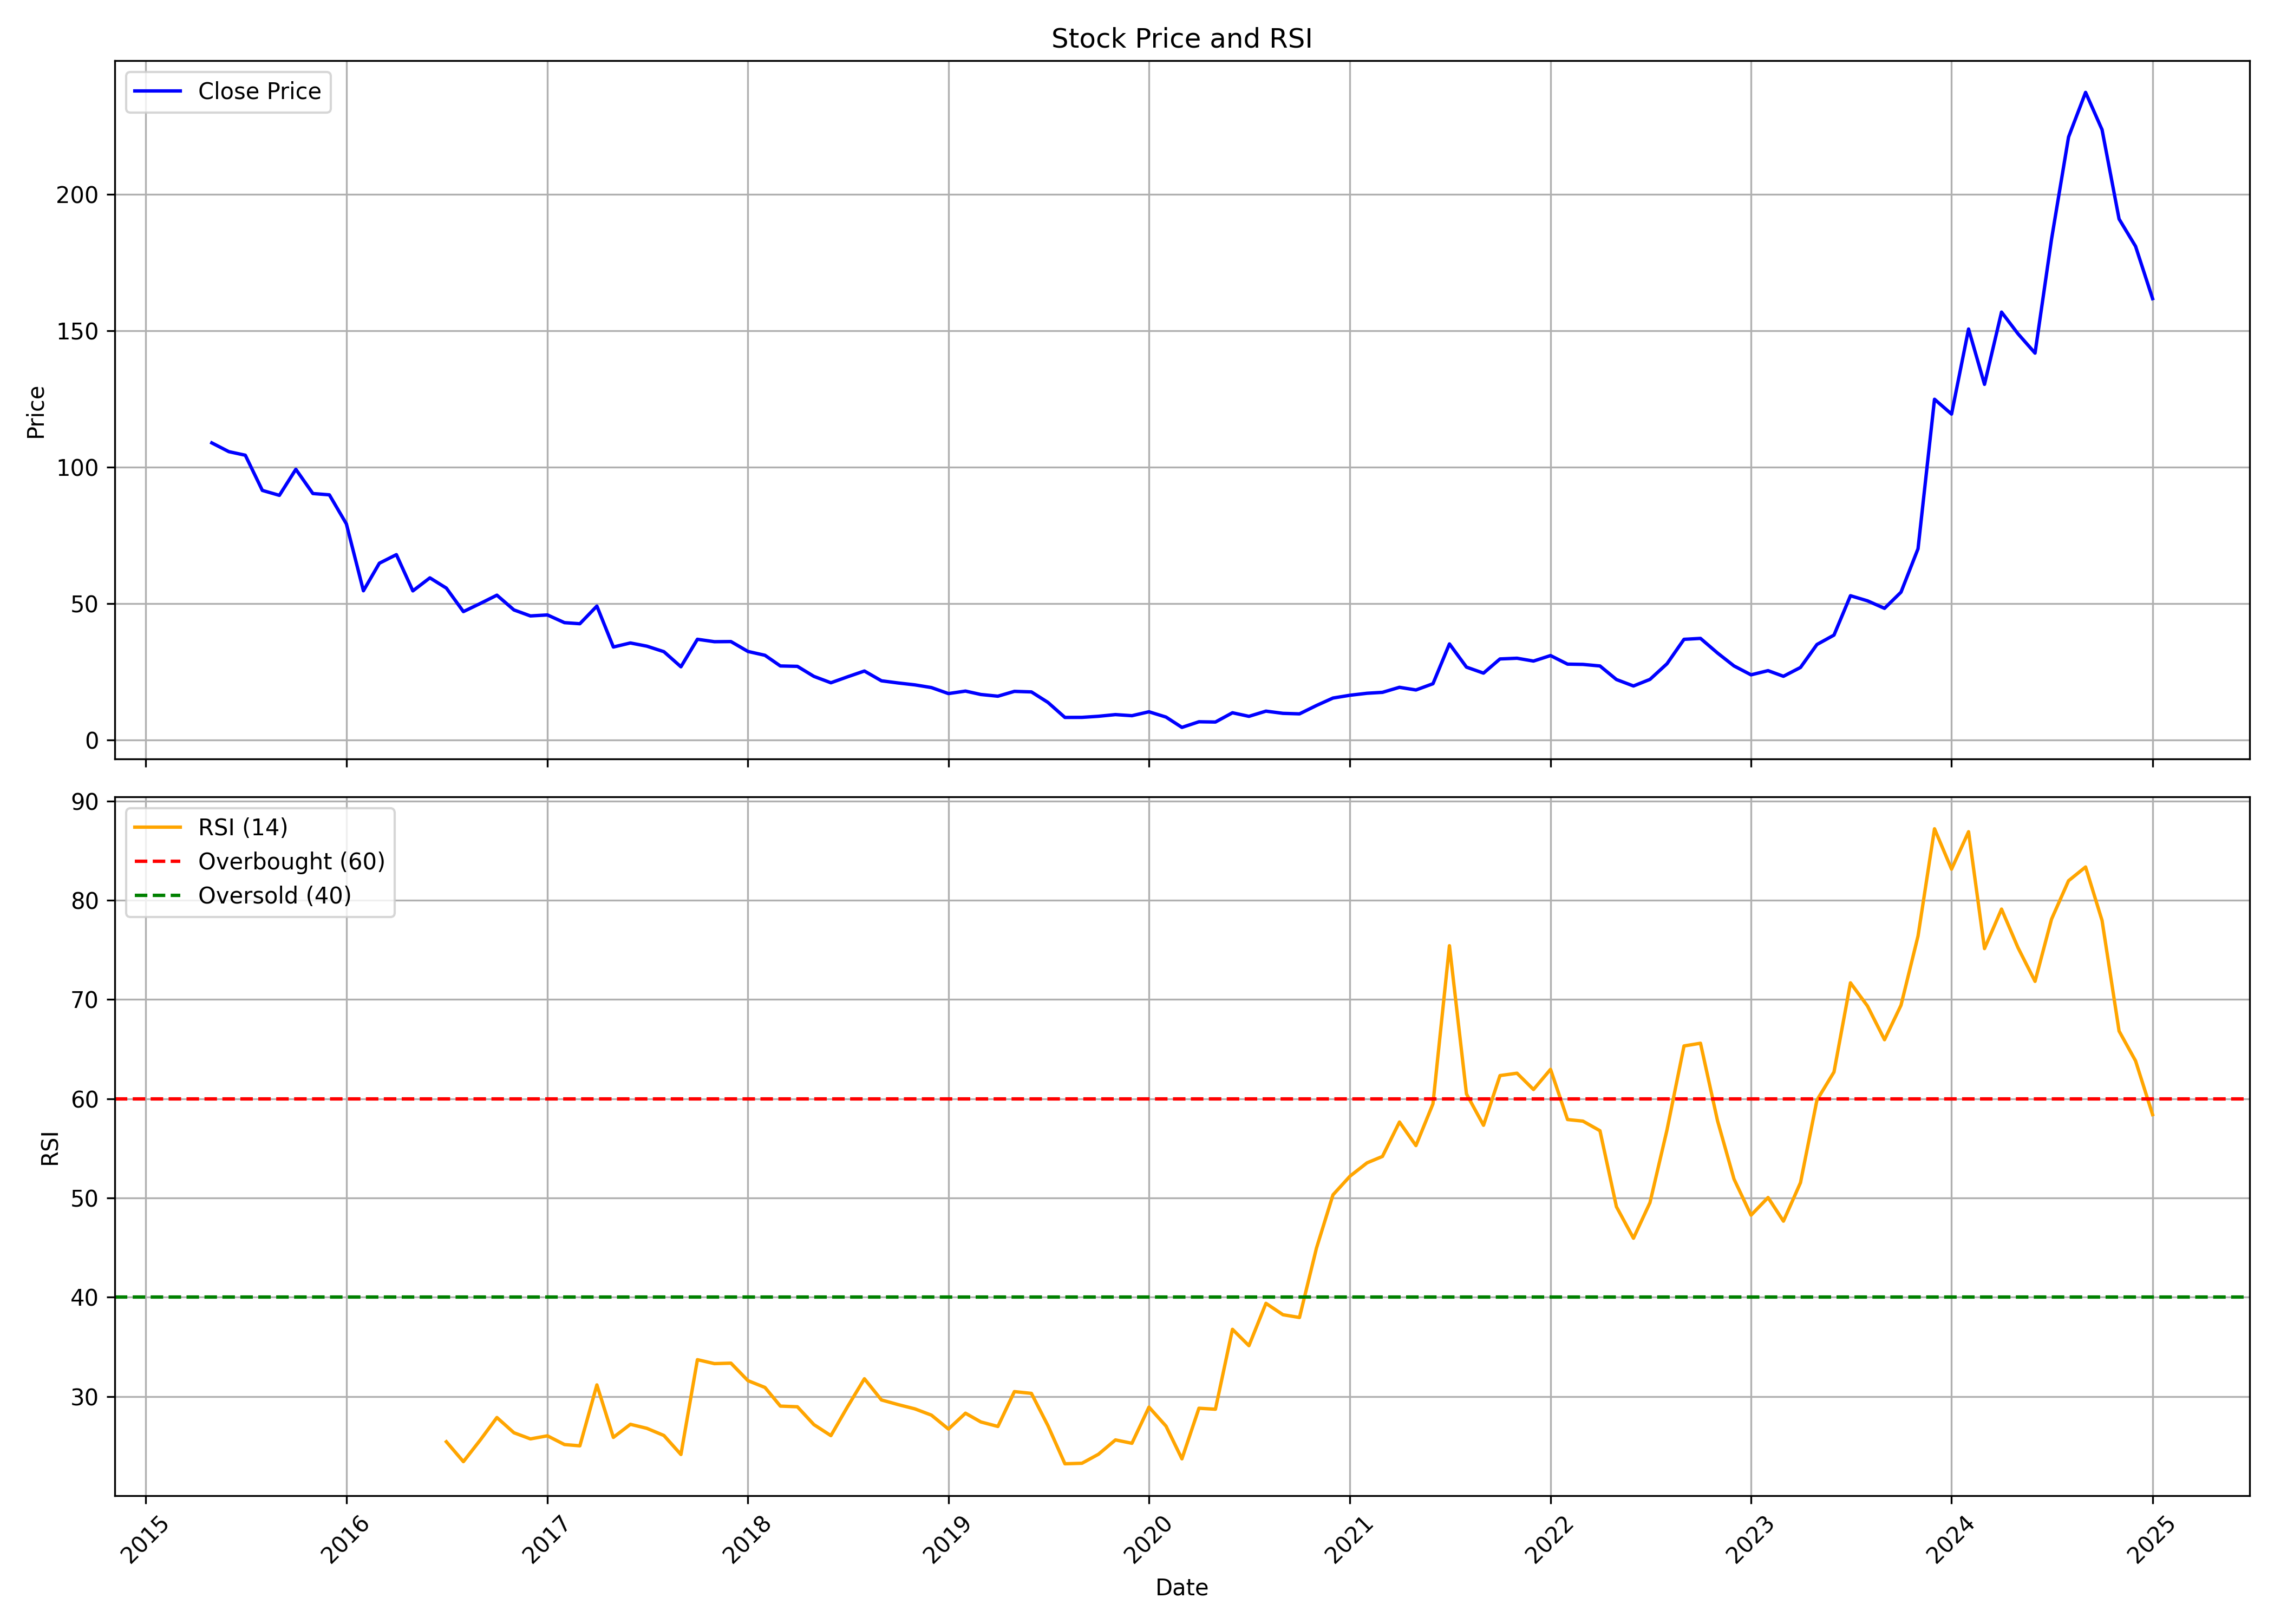 Stock Price and RSI
Close Price
Price
200
150
100
50
0
RSI (14)
Overbought (60)
Oversold (40)
RSI
90
80
70
60
50
40
30
2015
2016
2017
2018
2019
2020
2021
2022
2023
2024
2025
Date